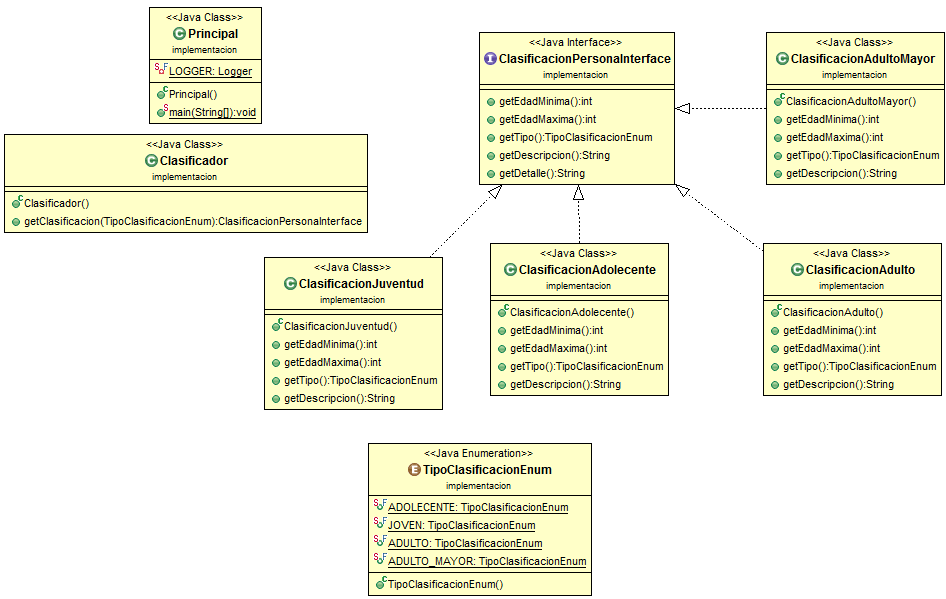 <<Java Class>>
Principal
implementacion
LOGGER: Logger
Principal()
main(String[]):void
<<Java Class>>
Clasificador
implementacion
Clasificador()
getClasificacion(TipoClasificacionEnum):ClasificacionPersonaInterface
<<Java Interface>>
ClasificacionPersonaInterface
implementacion
getEdadMinima():int
getEdadMaxima():int
getTipo():TipoClasificacionEnum
getDescripcion():String
getDetalle():String
<<Java Class>>
ClasificacionAdultoMayor
implementacion
ClasificacionAdultoMayor()
getEdadMinima():int
getEdadMaxima():int
getTipo():TipoClasificacionEnum
getDescripcion():String
<<Java Class>>
ClasificacionJuventud
implementacion
ClasificacionJuventud()
getEdadMinima():int
getEdadMaxima():int
getTipo():TipoClasificacionEnum
getDescripcion():String
<<Java Class>>
ClasificacionAdolecente
implementacion
ClasificacionAdolecente()
getEdadMinima():int
getEdadMaxima():int
getTipo():TipoClasificacionEnum
getDescripcion():String
<<Java Class>>
ClasificacionAdulto
implementacion
ClasificacionAdulto()
getEdadMinima():int
getEdadMaxima():int
getTipo():TipoClasificacionEnum
getDescripcion():String
<<Java Enumeration>>
TipoClasificacionEnum
implementacion
ADOLECENTE: TipoClasificacionEnum
JOVEN: TipoClasificacionEnum
ADULTO: TipoClasificacionEnum
ADULTO_MAYOR: TipoClasificacionEnum
TipoClasificacionEnum()